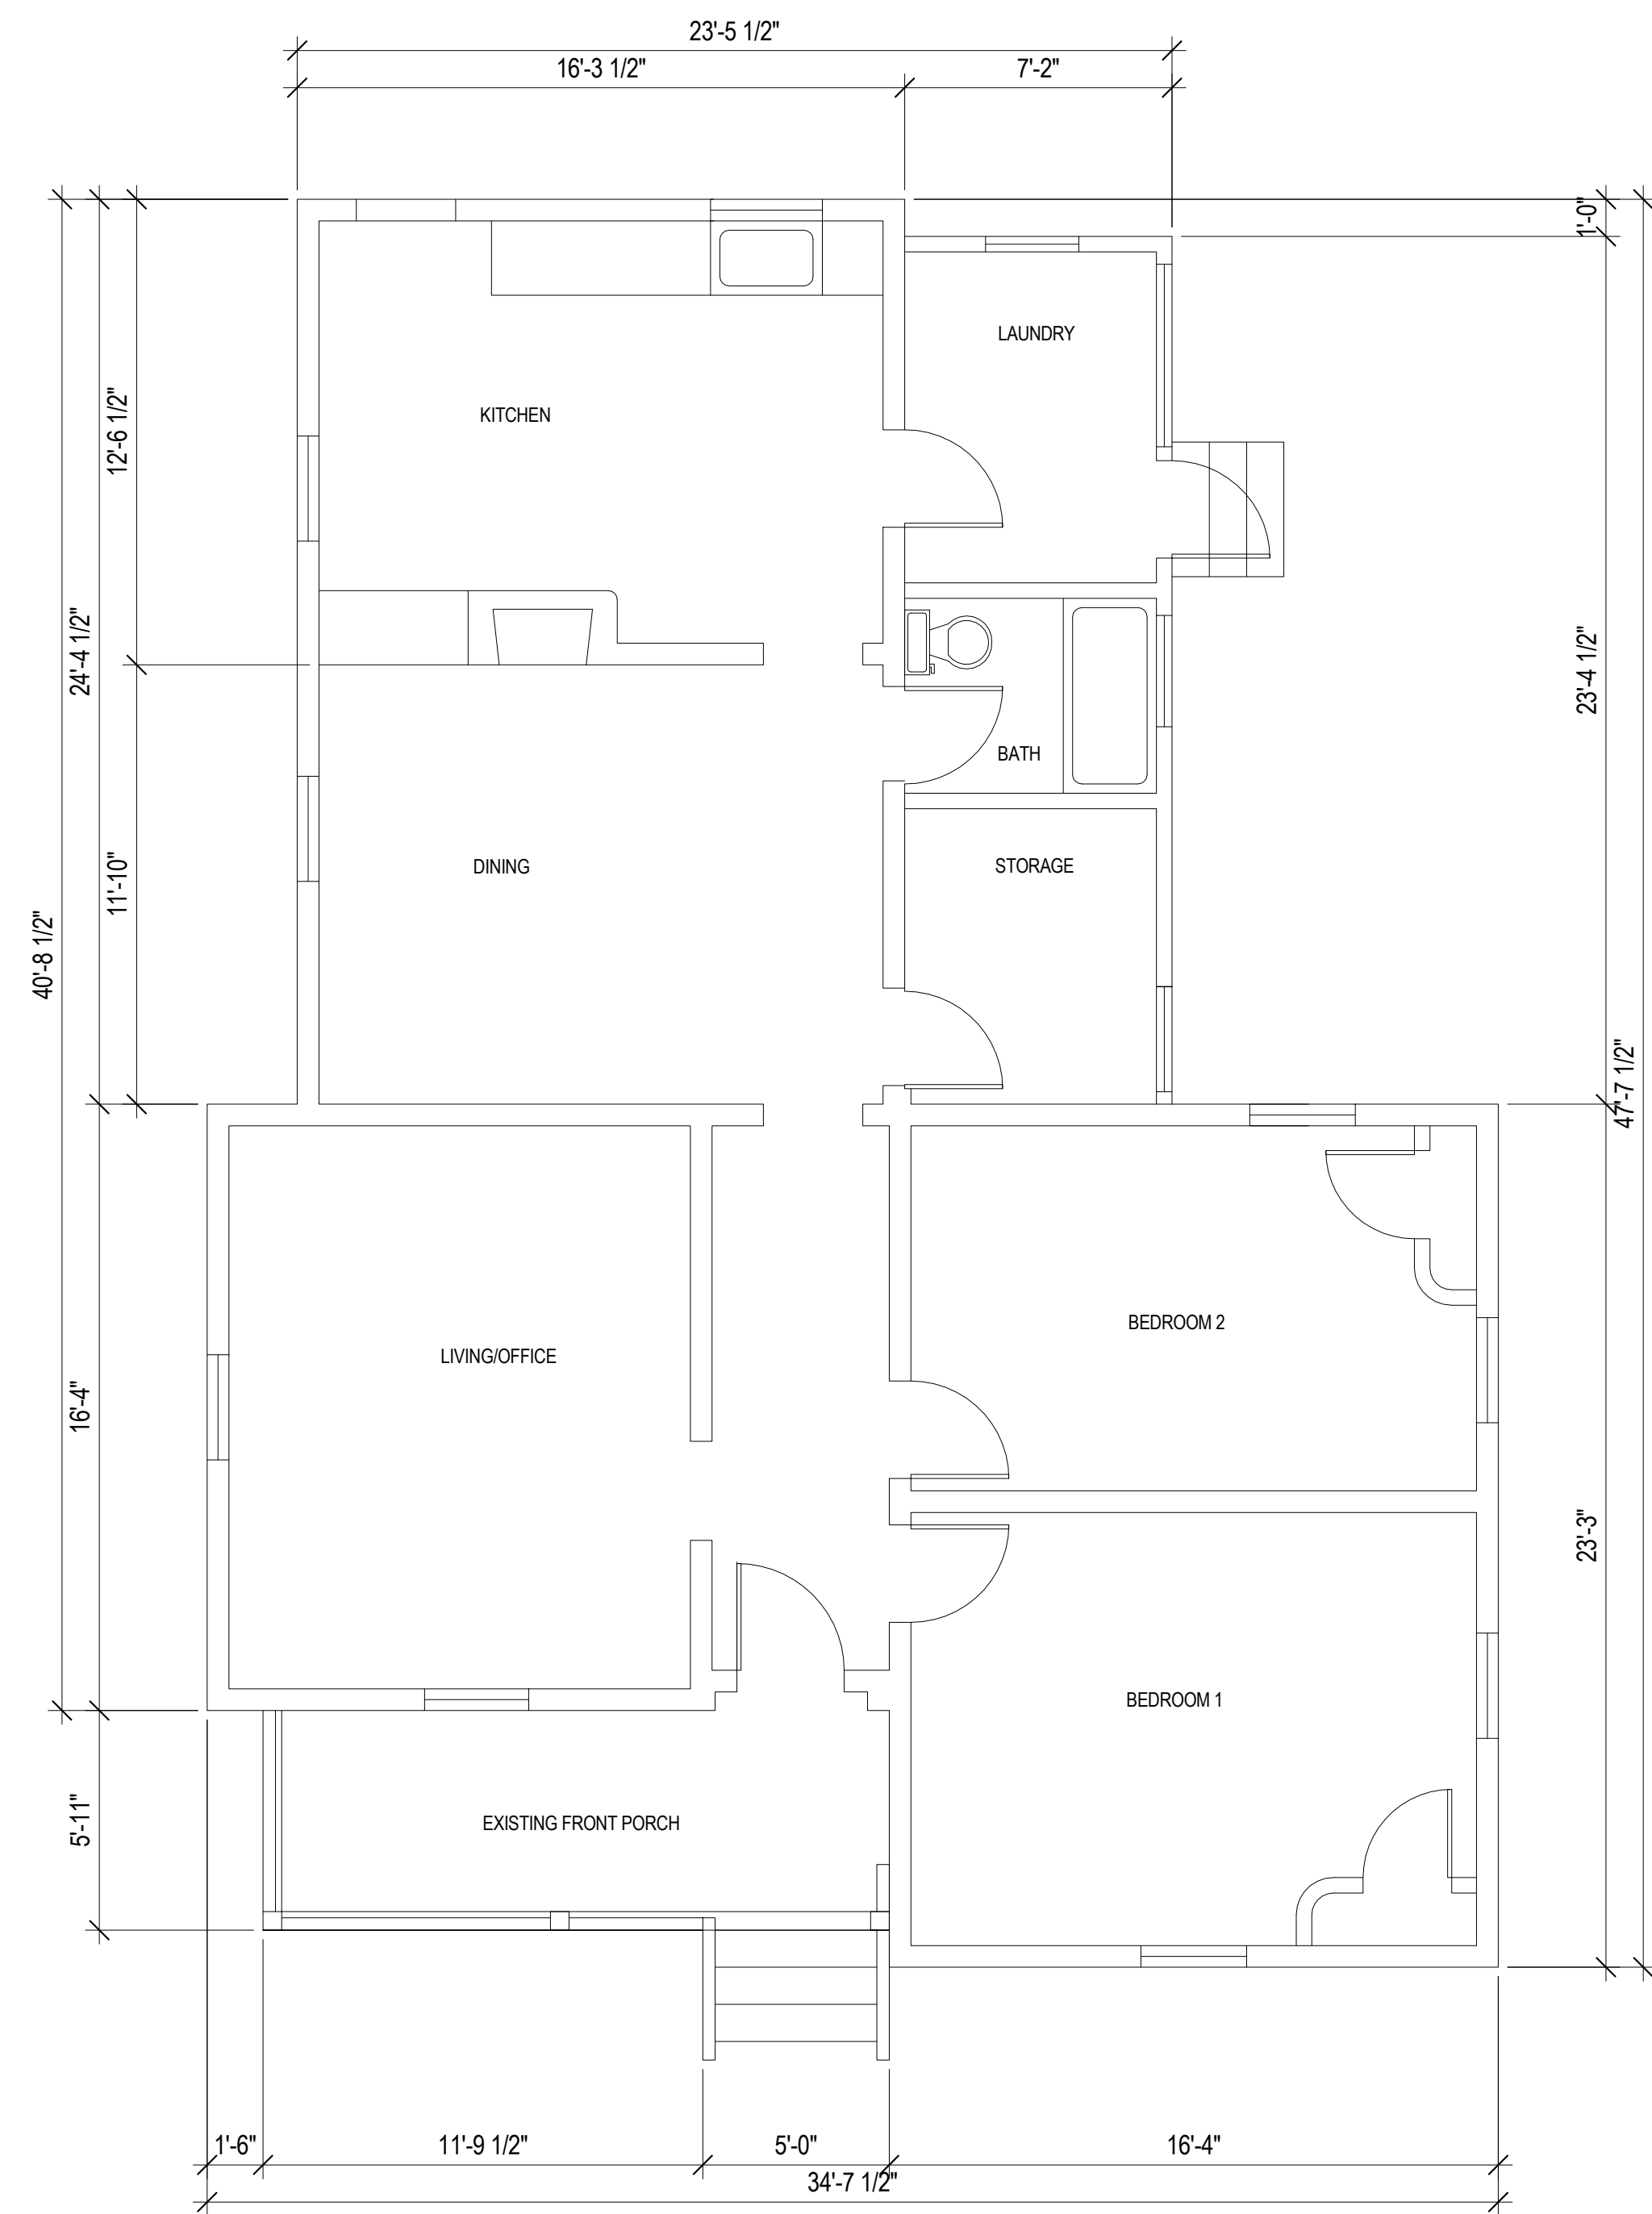 23'-5 1/2"
16'-3 1/2"
7'-2"
1'-0"
LAUNDRY
KITCHEN
12'-6 1/2"
24'-4 1/2"
23'-4 1/2"
BATH
DINING
STORAGE
11'-10"
40'-8 1/2"
47'-7 1/2"
BEDROOM 2
LIVING/OFFICE
16'-4"
23'-3"
BEDROOM 1
EXISTING FRONT PORCH
5'-11"
1'-6"
11'-9 1/2"
5'-0"
16'-4"
34'-7 1/2"